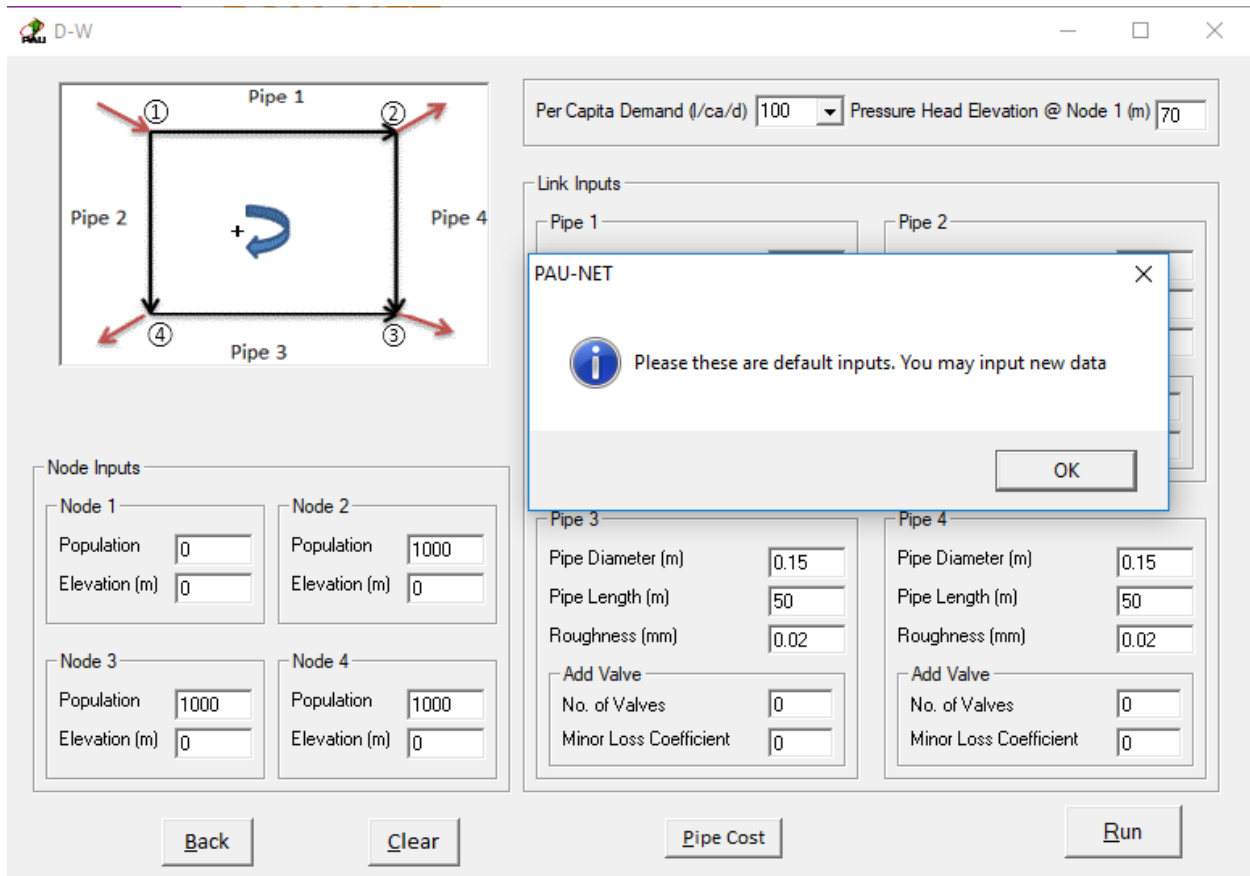 D-W
Pipe 1
① ②
Pipe 2 + Pipe 4
④ ③
Pipe 3
Per Capita Demand (l/ca/d) 100 Pressure Head Elevation @ Node 1 (m) 70
Link Inputs
Pipe 1 Pipe 2
PAU-NET
Please these are default inputs. You may input new data
OK
Node Inputs
Node 1 Node 2
Population 0 Population 1000
Elevation (m) 0 Elevation (m) 0
Node 3 Node 4
Population 1000 Population 1000
Elevation (m) 0 Elevation (m) 0
Pipe 3 Pipe 4
Pipe Diameter (m) 0.15 Pipe Diameter (m) 0.15
Pipe Length (m) 50 Pipe Length (m) 50
Roughness (mm) 0.02 Roughness (mm) 0.02
Add Valve Add Valve
No. of Valves 0 No. of Valves 0
Minor Loss Coefficient 0 Minor Loss Coefficient 0
Back Clear Pipe Cost Run